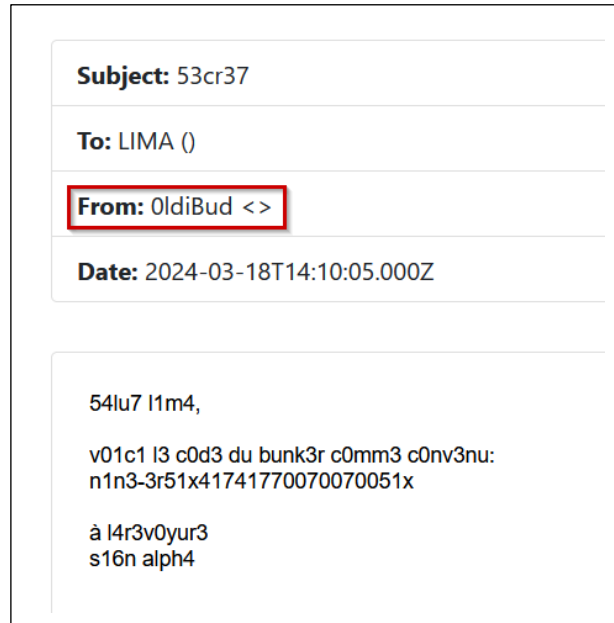 Subject: 53cr37
To: LIMA ()
From: 0ldiBud <>
Date: 2024-03-18T14:10:05.000Z
54lu7 l1m4,
v01c1 l3 c0d3 du bunk3r c0mm3 c0nv3nu:
n1n3-3r51x41741770070070051x
à l4r3v0yur3
s16n alph4